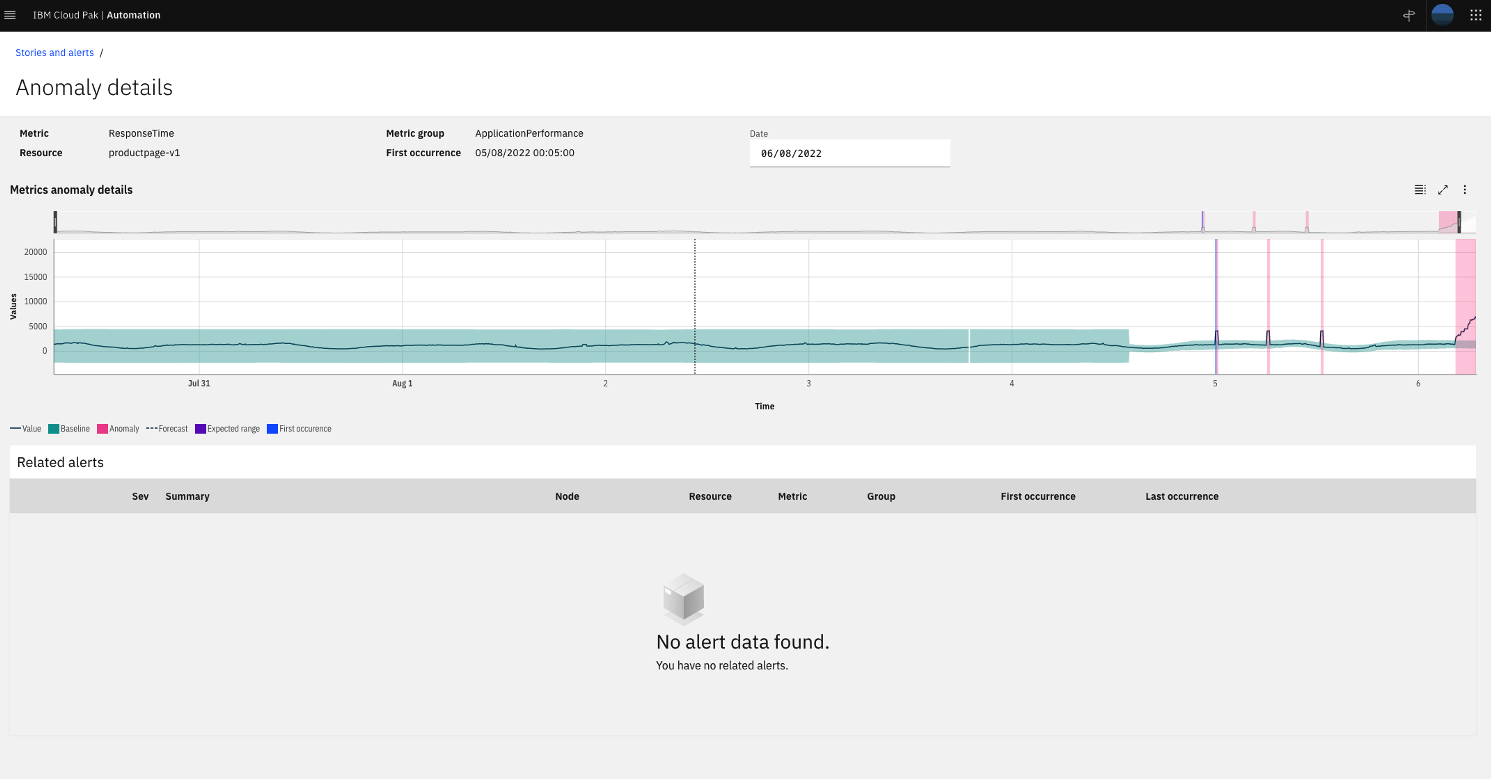 IBM Cloud Pak | Automation
Stories and alerts /
Anomaly details
Metric ResponseTime Metric group ApplicationPerformance Date
Resource productpage-v1 First occurrence 05/08/2022 00:05:00 06/08/2022
Metrics anomaly details
20000
15000
10000
5000
0
Values
Jul 31 Aug 1 2 3 4 5 6
Time
Value Baseline Anomaly Forecast Expected range First occurence
Related alerts
Sev Summary Node Resource Metric Group First occurrence Last occurrence
No alert data found.
You have no related alerts.